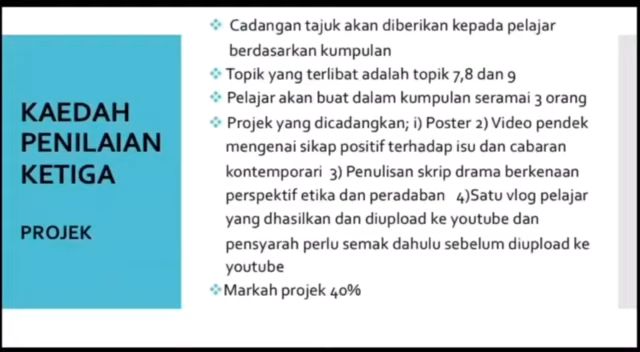 KAEDAH
PENILAIAN
KETIGA
PROJEK
Cadangan tajuk akan diberikan kepada pelajar
berdasarkan kumpulan
Topik yang terlibat adalah topik 7,8 dan 9
Pelajar akan buat dalam kumpulan seramai 3 orang
Projek yang dicadangkan; i) Poster 2) Video pendek
mengenai sikap positif terhadap isu dan cabaran
kontemporari 3) Penulisan skrip drama berkenaan
perspektif etika dan peradaban 4)Satu vlog pelajar
yang dhasilkan dan diupload ke youtube dan
pensyarah perlu semak dahulu sebelum diupload ke
youtube
Markah projek 40%